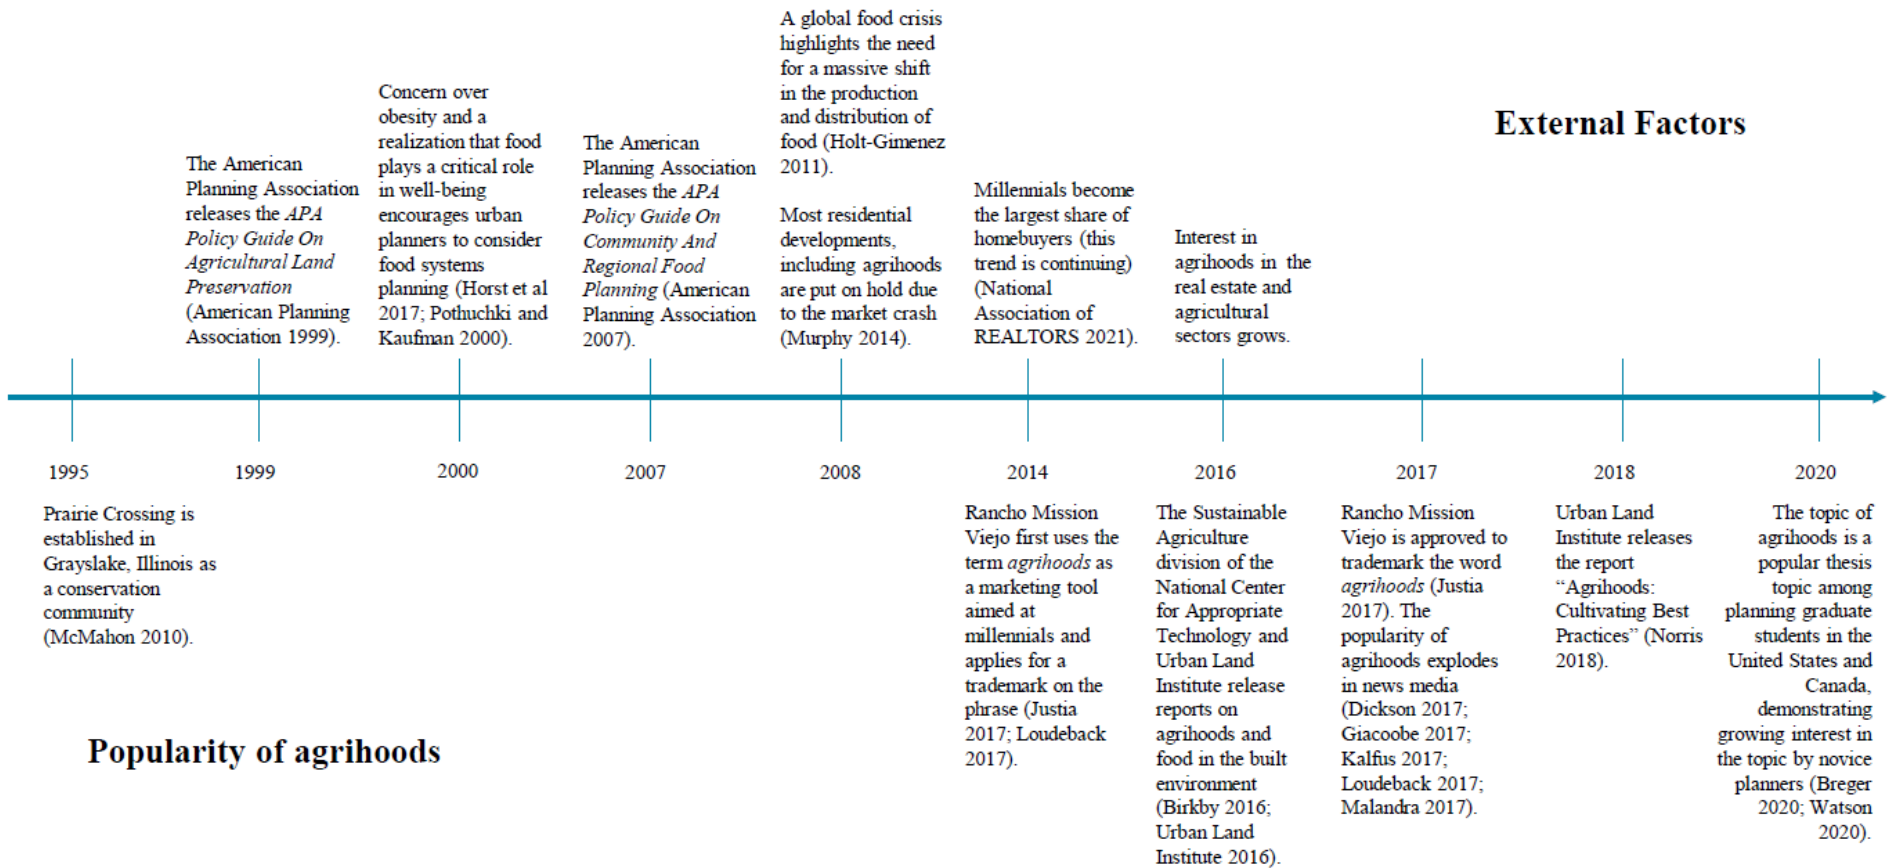 The American
Planning Association
releases the APA
Policy Guide On
Agricultural Land
Preservation
(American Planning
Association 1999).
Concern over
obesity and a
realization that food
plays a critical role
in well-being
encourages urban
planners to consider
food systems
planning (Horst et al
2017; Pothuchki and
Kaufman 2000).
The American
Planning Association
releases the APA
Policy Guide On
Community And
Regional Food
Planning (American
Planning Association
2007).
A global food crisis
highlights the need
for a massive shift
in the production
and distribution of
food (Holt-Gimenez
2011).
Most residential
developments,
including agrihoods
are put on hold due
to the market crash
(Murphy 2014).
Millennials become
the largest share of
homebuyers (this
trend is continuing)
(National
Association of
REALTORS 2021).
Interest in
agrihoods in the
real estate and
agricultural
sectors grows.
External Factors
1995
1999
2000
2007
2008
2014
2016
2017
2018
2020
Prairie Crossing is
established in
Grayslake, Illinois as
a conservation
community
(McMahon 2010).
Rancho Mission
Viejo first uses the
term agrihoods as
a marketing tool
aimed at
millennials and
applies for a
trademark on the
phrase (Justia
2017; Loudeback
2017).
The Sustainable
Agriculture
division of the
National Center
for Appropriate
Technology and
Urban Land
Institute release
reports on
agrihoods and
food in the built
environment
(Birkby 2016;
Urban Land
Institute 2016).
Rancho Mission
Viejo is approved to
trademark the word
agrihoods (Justia
2017). The
popularity of
agrihoods explodes
in news media
(Dickson 2017;
Giacoobe 2017;
Kalfus 2017;
Loudeback 2017;
Malandra 2017).
Urban Land
Institute releases
the report
“Agrihoods:
Cultivating Best
Practices” (Norris
2018).
The topic of
agrihoods is a
popular thesis
topic among
planning graduate
students in the
United States and
Canada,
demonstrating
growing interest in
the topic by novice
planners (Breger
2020; Watson
2020).
Popularity of agrihoods